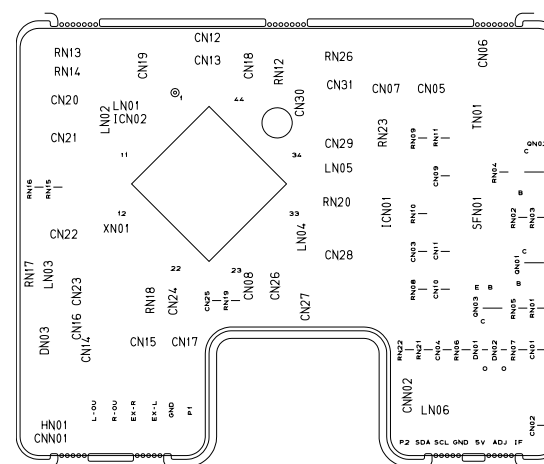 CN12
RN13
CN19
CN13
CN18
RN12
RN26
CN06
RN14
CN31
CN07
CN05
CN20
LN01
LN02
ICN02
1
44
CN30
TN01
CN21
RN23
RN09
RN11
CN29
11
34
C
LN05
CN09
RN04
RN16
RN15
B
12
33
RN20
ICN01
RN10
SFN01
RN02
RN03
XN01
LN04
CN22
CN28
CN03
CN11
C
QN01
22
23
RN17
LN03
CN23
RN18
CN24
CN25
RN19
CN08
CN26
CN27
RN08
CN10
E
B
B
QN03
C
RN05
RN01
DN03
CN16
CN14
CN15
CN17
RN22
RN21
CN04
RN06
DN01
DN02
RN07
CN01
L-OU
R-OU
EX-R
EX-L
GND
P1
CNN02
LN06
HN01
CNN01
CN02
P2 SDA SCL GND 5V ADJ IF